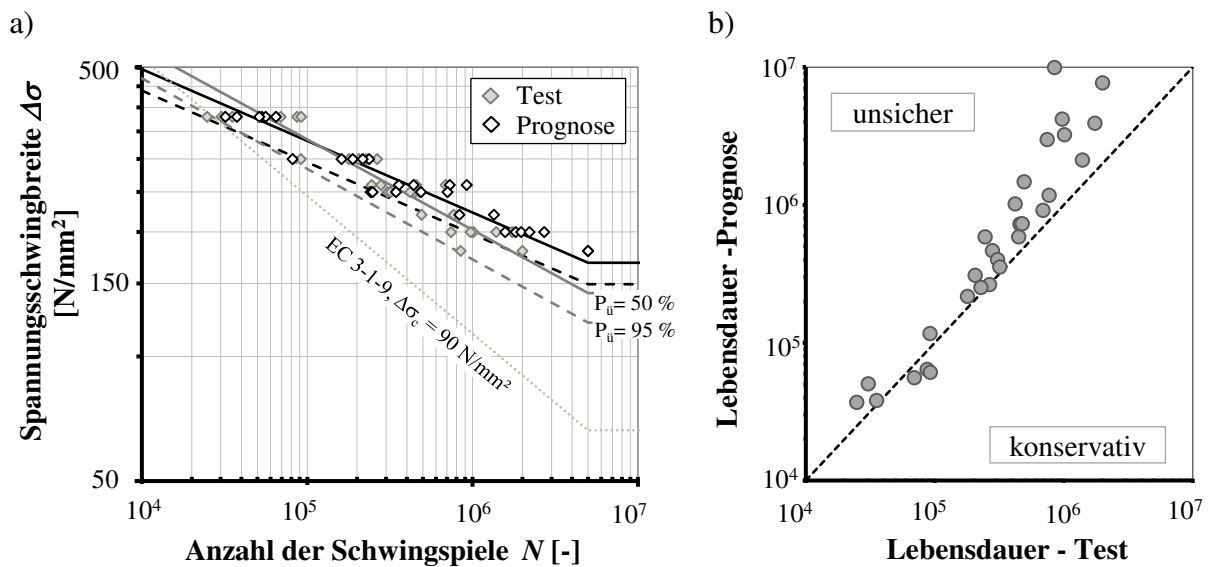 a)
500
150
50
Spannungsschwingbreite Δσ
[N/mm²]
Test
Prognose
EC 3-1-9, Δσc = 90 N/mm²
Pü= 50 %
Pü= 95 %
10⁴
10⁵
10⁶
10⁷
Anzahl der Schwingspiele N [-]
b)
10⁷
10⁶
10⁵
10⁴
Lebensdauer -Prognose
unsicher
konservativ
10⁴
10⁵
10⁶
10⁷
Lebensdauer - Test